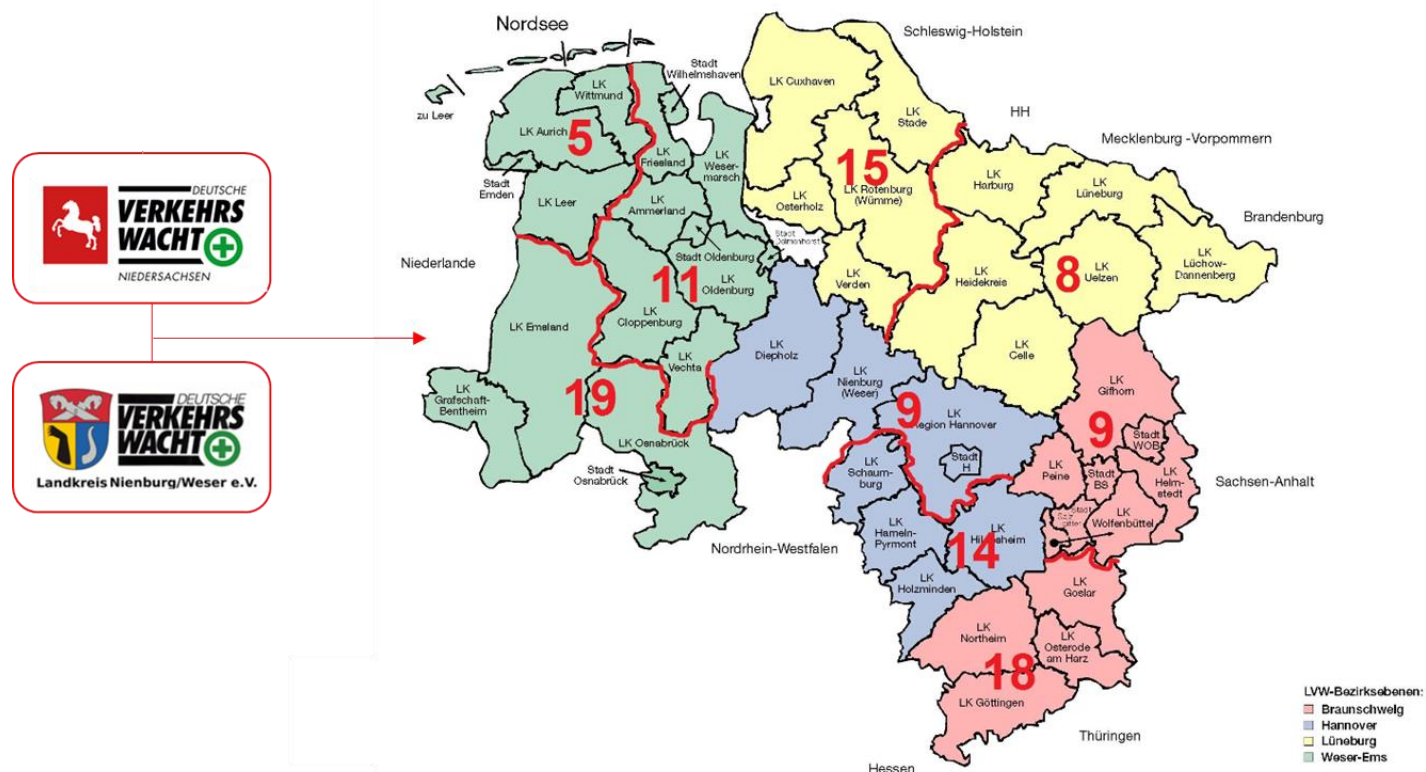 DEUTSCHE
VERKEHRS
WACHT
NIEDERSACHSEN
DEUTSCHE
VERKEHRS
WACHT
Landkreis Nienburg/Weser e.V.
Nordsee
Schleswig-Holstein
HH
Mecklenburg -Vorpommern
Brandenburg
Sachsen-Anhalt
Thüringen
Hessen
Nordrhein-Westfalen
Niederlande
zu Leer
Stadt
Wilhelmshaven
LK
Wittmund
LK Aurich
5
Stadt
Emden
LK
Friesland
LK
Weser-
marsch
LK Leer
LK
Ammerland
Stadt Oldenburg
Stadt
Delmenhorst
11
LK
Oldenburg
LK
Cloppenburg
LK
Vechta
LK Emsland
19
LK
Grafschaft-
Bentheim
LK Osnabrück
Stadt
Osnabrück
LK Cuxhaven
LK
Stade
15
LK Rotenburg
(Wümme)
LK
Osterholz
LK
Verden
LK
Harburg
LK
Lüneburg
LK
Heidekreis
8
LK
Uelzen
LK
Lüchow-
Dannenberg
LK
Celle
LK
Diepholz
LK
Nienburg
(Weser)
9
LK
Region Hannover
Stadt
H
LK
Schaum-
burg
LK
Hameln-
Pyrmont
LK
Hildesheim
14
LK
Holzminden
LK
Gifhorn
9
Stadt
WOB
LK
Peine
Stadt
BS
LK
Helm-
stedt
Stadt
LK
Wolfenbüttel
LK
Goslar
LK
Northeim
LK
Osterode
am Harz
18
LK Göttingen
LVW-Bezirksebenen:
Braunschweig
Hannover
Lüneburg
Weser-Ems